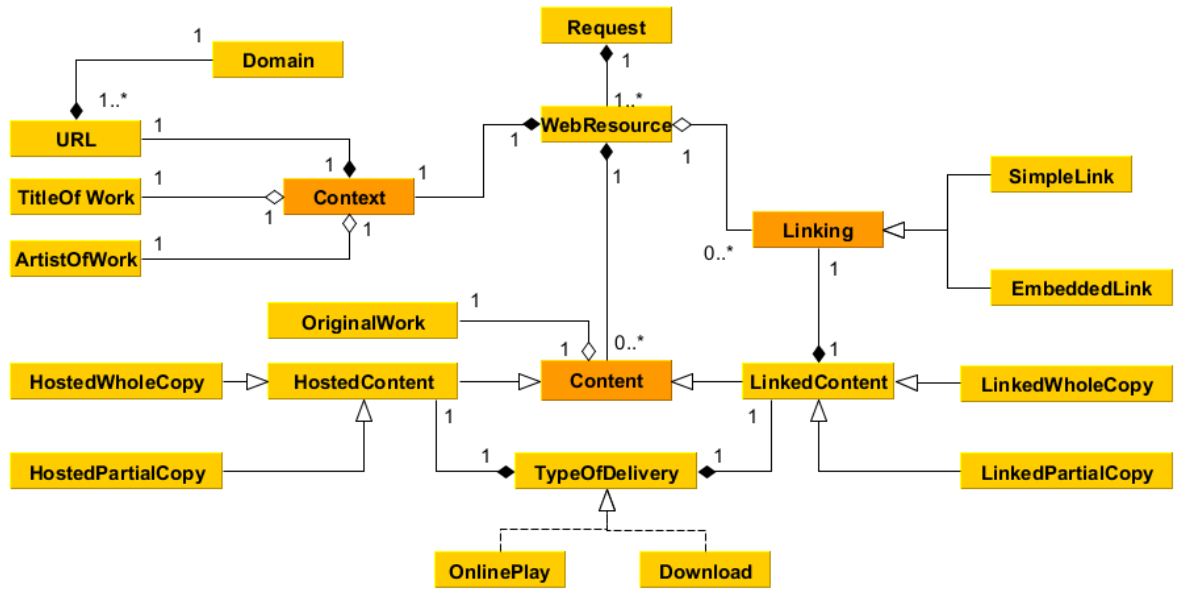 Request
1
Domain
1
1
1..*
1..*
URL
1
WebResource
1
1
1
1
1
TitleOf Work
1
Context
1
1
SimpleLink
ArtistOfWork
1
1
Linking
0..*
1
EmbeddedLink
OriginalWork
1
1
0..*
1
HostedWholeCopy
HostedContent
Content
LinkedContent
LinkedWholeCopy
1
1
HostedPartialCopy
1
TypeOfDelivery
1
LinkedPartialCopy
OnlinePlay
Download